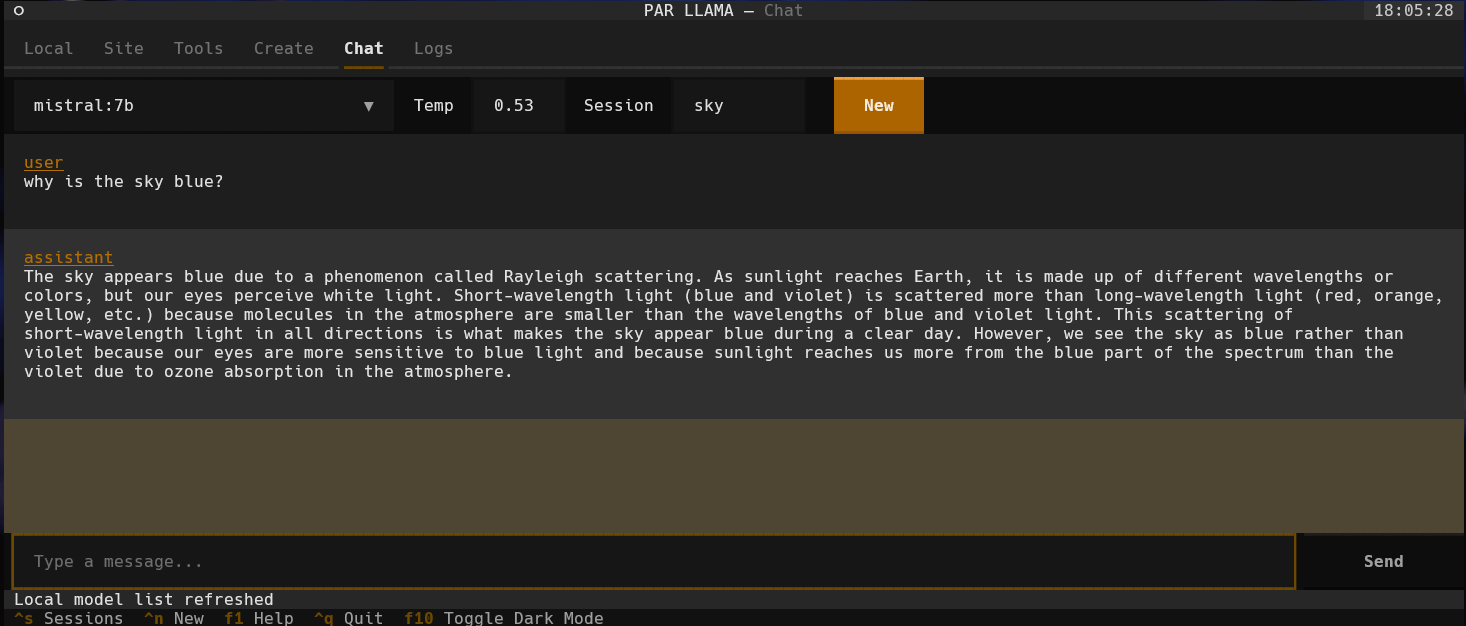 PAR LLAMA — Chat 18:05:28
Local Site Tools Create Chat Logs
mistral:7b ▼ Temp 0.53 Session sky New
user
why is the sky blue?
assistant
The sky appears blue due to a phenomenon called Rayleigh scattering. As sunlight reaches Earth, it is made up of different wavelengths or
colors, but our eyes perceive white light. Short-wavelength light (blue and violet) is scattered more than long-wavelength light (red, orange,
yellow, etc.) because molecules in the atmosphere are smaller than the wavelengths of blue and violet light. This scattering of
short-wavelength light in all directions is what makes the sky appear blue during a clear day. However, we see the sky as blue rather than
violet because our eyes are more sensitive to blue light and because sunlight reaches us more from the blue part of the spectrum than the
violet due to ozone absorption in the atmosphere.
Type a message... Send
Local model list refreshed
^s Sessions ^n New f1 Help ^q Quit f10 Toggle Dark Mode